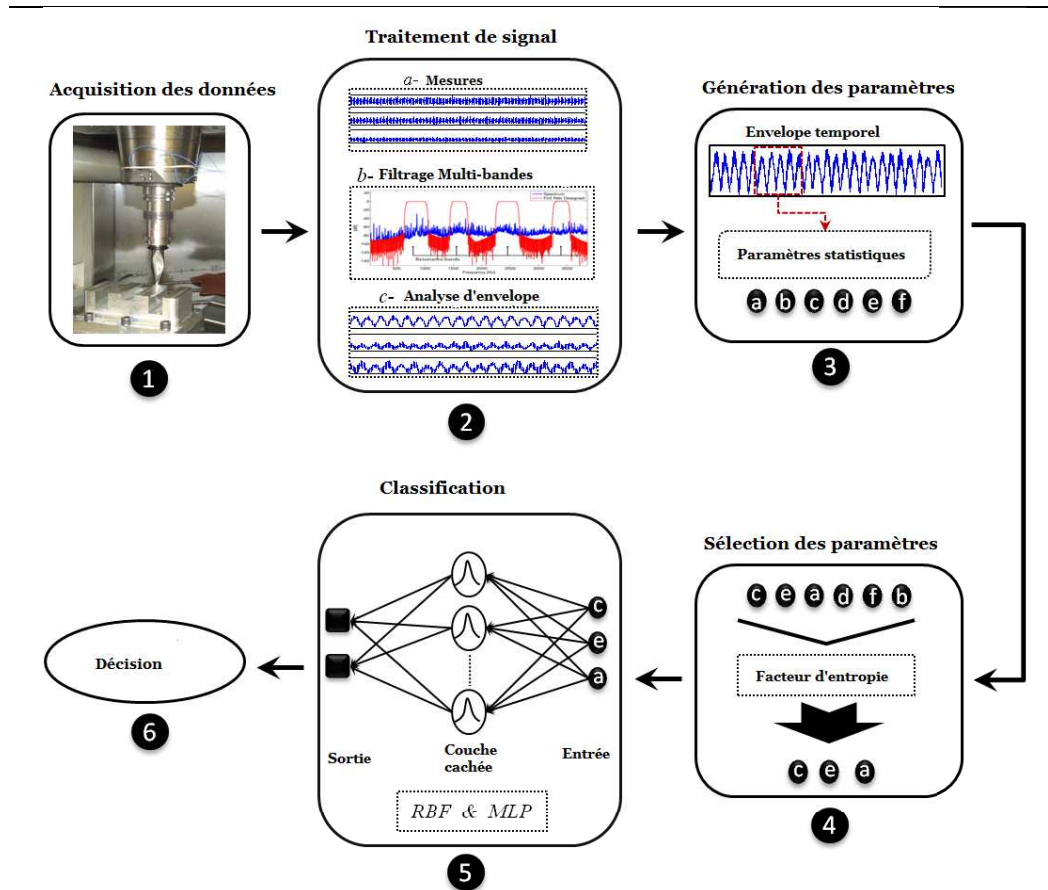 Traitement de signal
Acquisition des données
a- Mesures
Génération des paramètres
Envelope temporel
b- Filtrage Multi-bandes
Paramètres statistiques
Frequency (Hz)
c- Analyse d'envelope
a b c d e f
1
2
3
Classification
Sélection des paramètres
c e a d f b
c
e
a
Décision
Facteur d'entropie
6
Sortie
Couche
cachée
Entrée
c e a
RBF & MLP
4
5